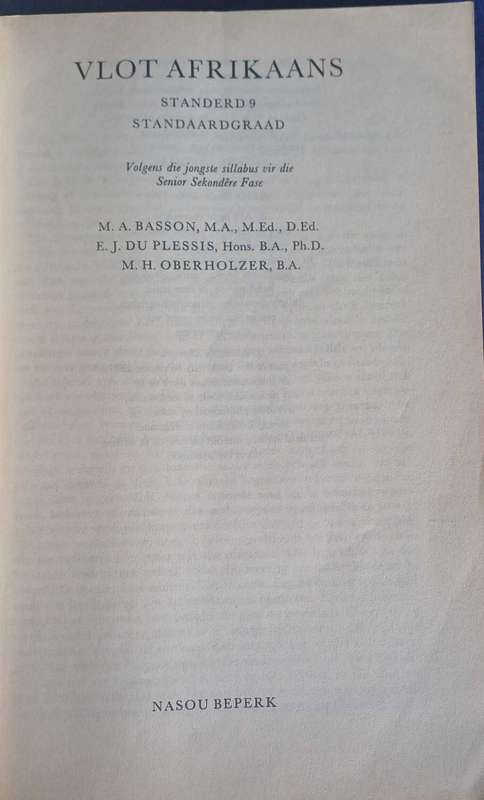 VLOT AFRIKAANS
STANDERD 9
STANDAARDGRAAD
Volgens die jongste sillabus vir die
Senior Sekondêre Fase
M. A. BASSON, M.A., M.Ed., D.Ed.
E. J. DU PLESSIS, Hons. B.A., Ph.D.
M. H. OBERHOLZER, B.A.
NASOU BEPERK